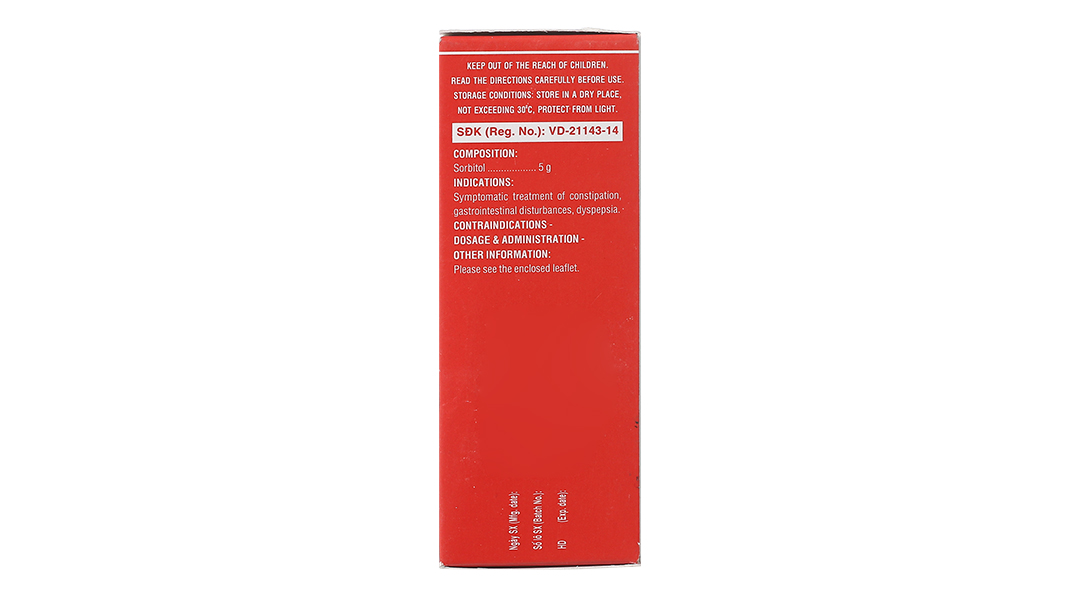 KEEP OUT OF THE REACH OF CHILDREN.
READ THE DIRECTIONS CAREFULLY BEFORE USE.
STORAGE CONDITIONS: STORE IN A DRY PLACE,
NOT EXCEEDING 30°C, PROTECT FROM LIGHT.
SĐK (Reg. No.): VD-21143-14
COMPOSITION:
Sorbitol .................. 5 g
INDICATIONS:
Symptomatic treatment of constipation,
gastrointestinal disturbances, dyspepsia.
CONTRAINDICATIONS -
DOSAGE & ADMINISTRATION -
OTHER INFORMATION:
Please see the enclosed leaflet.
Ngày SX (Mfg. date):
Số lô SX (Batch No.):
HD (Exp. date):